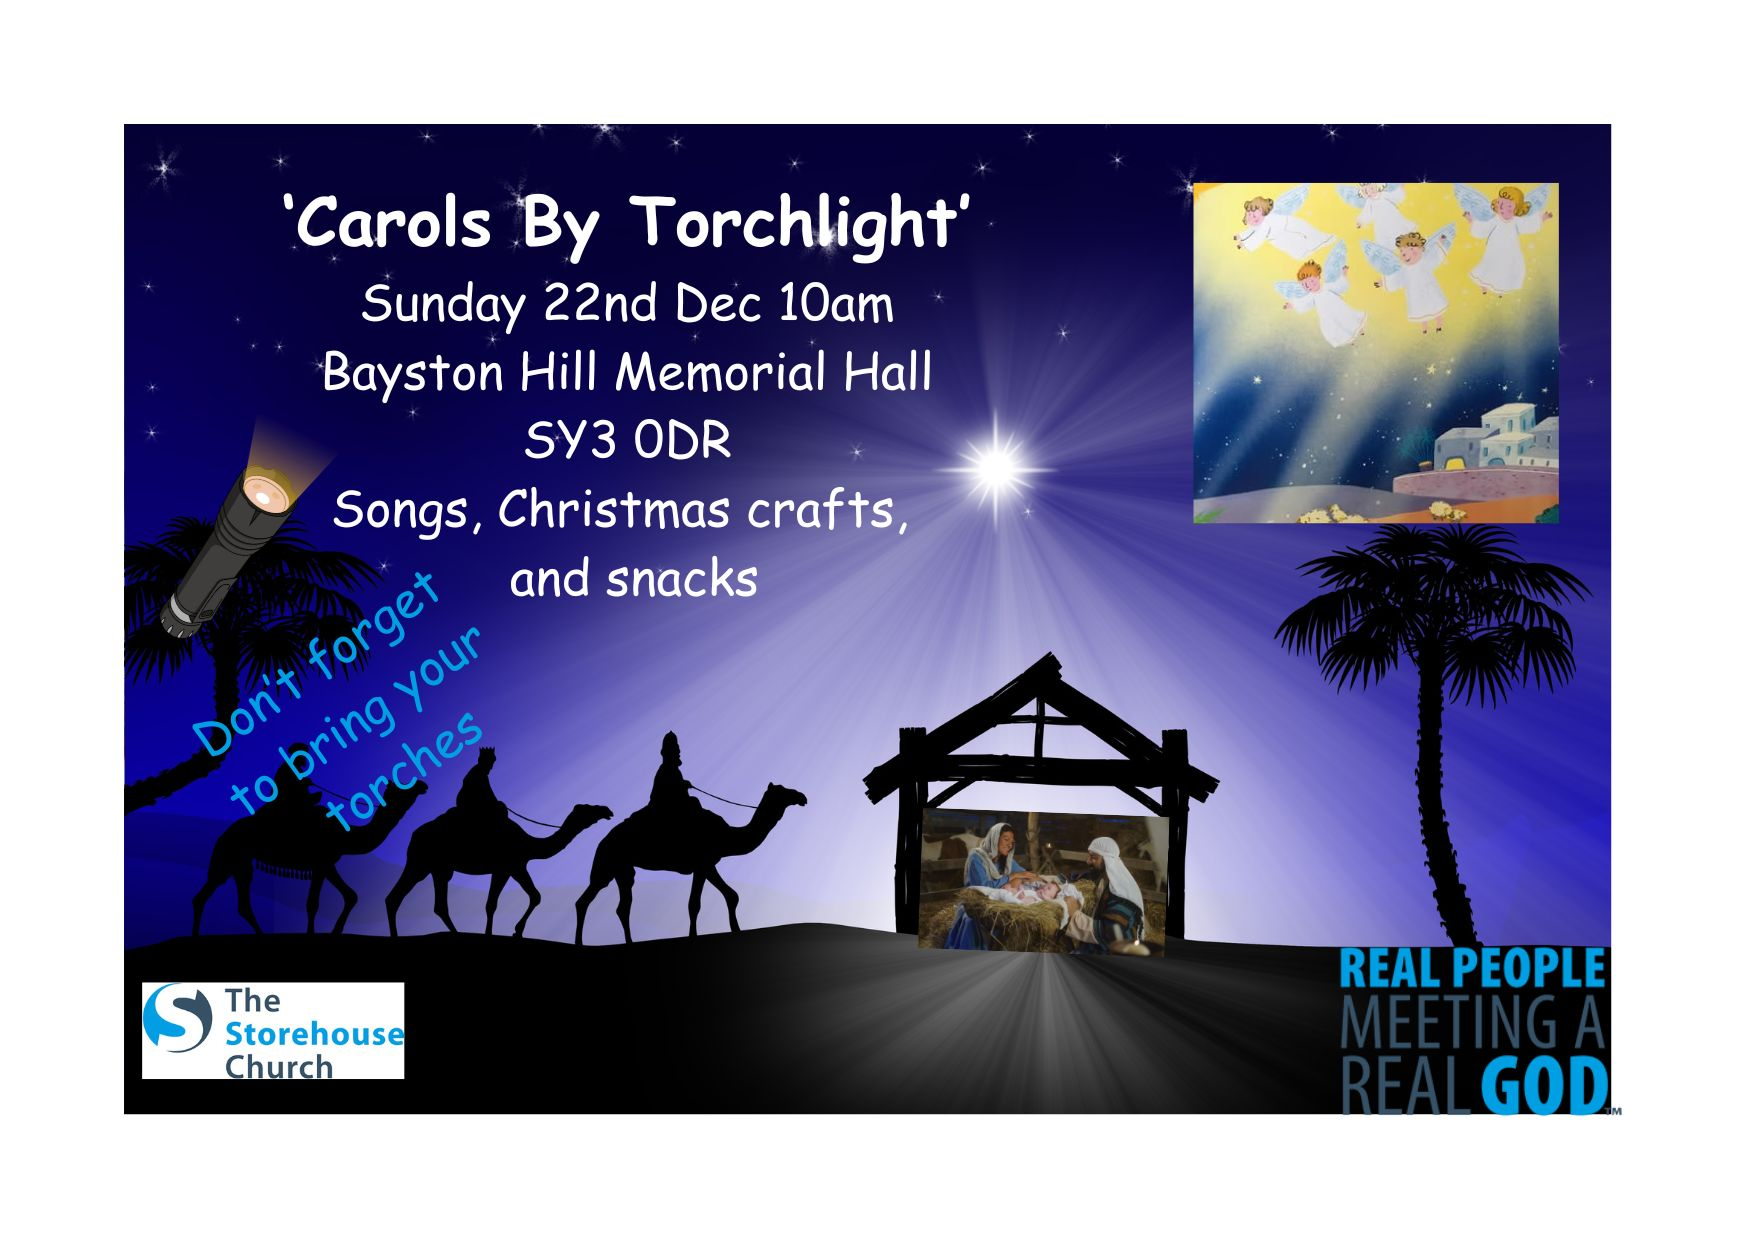 ‘Carols By Torchlight’
Sunday 22nd Dec 10am
Bayston Hill Memorial Hall
SY3 0DR
Songs, Christmas crafts,
and snacks
Don't forget
to bring your
torches
The
Storehouse
Church
REAL PEOPLE
MEETING A
REAL GOD™